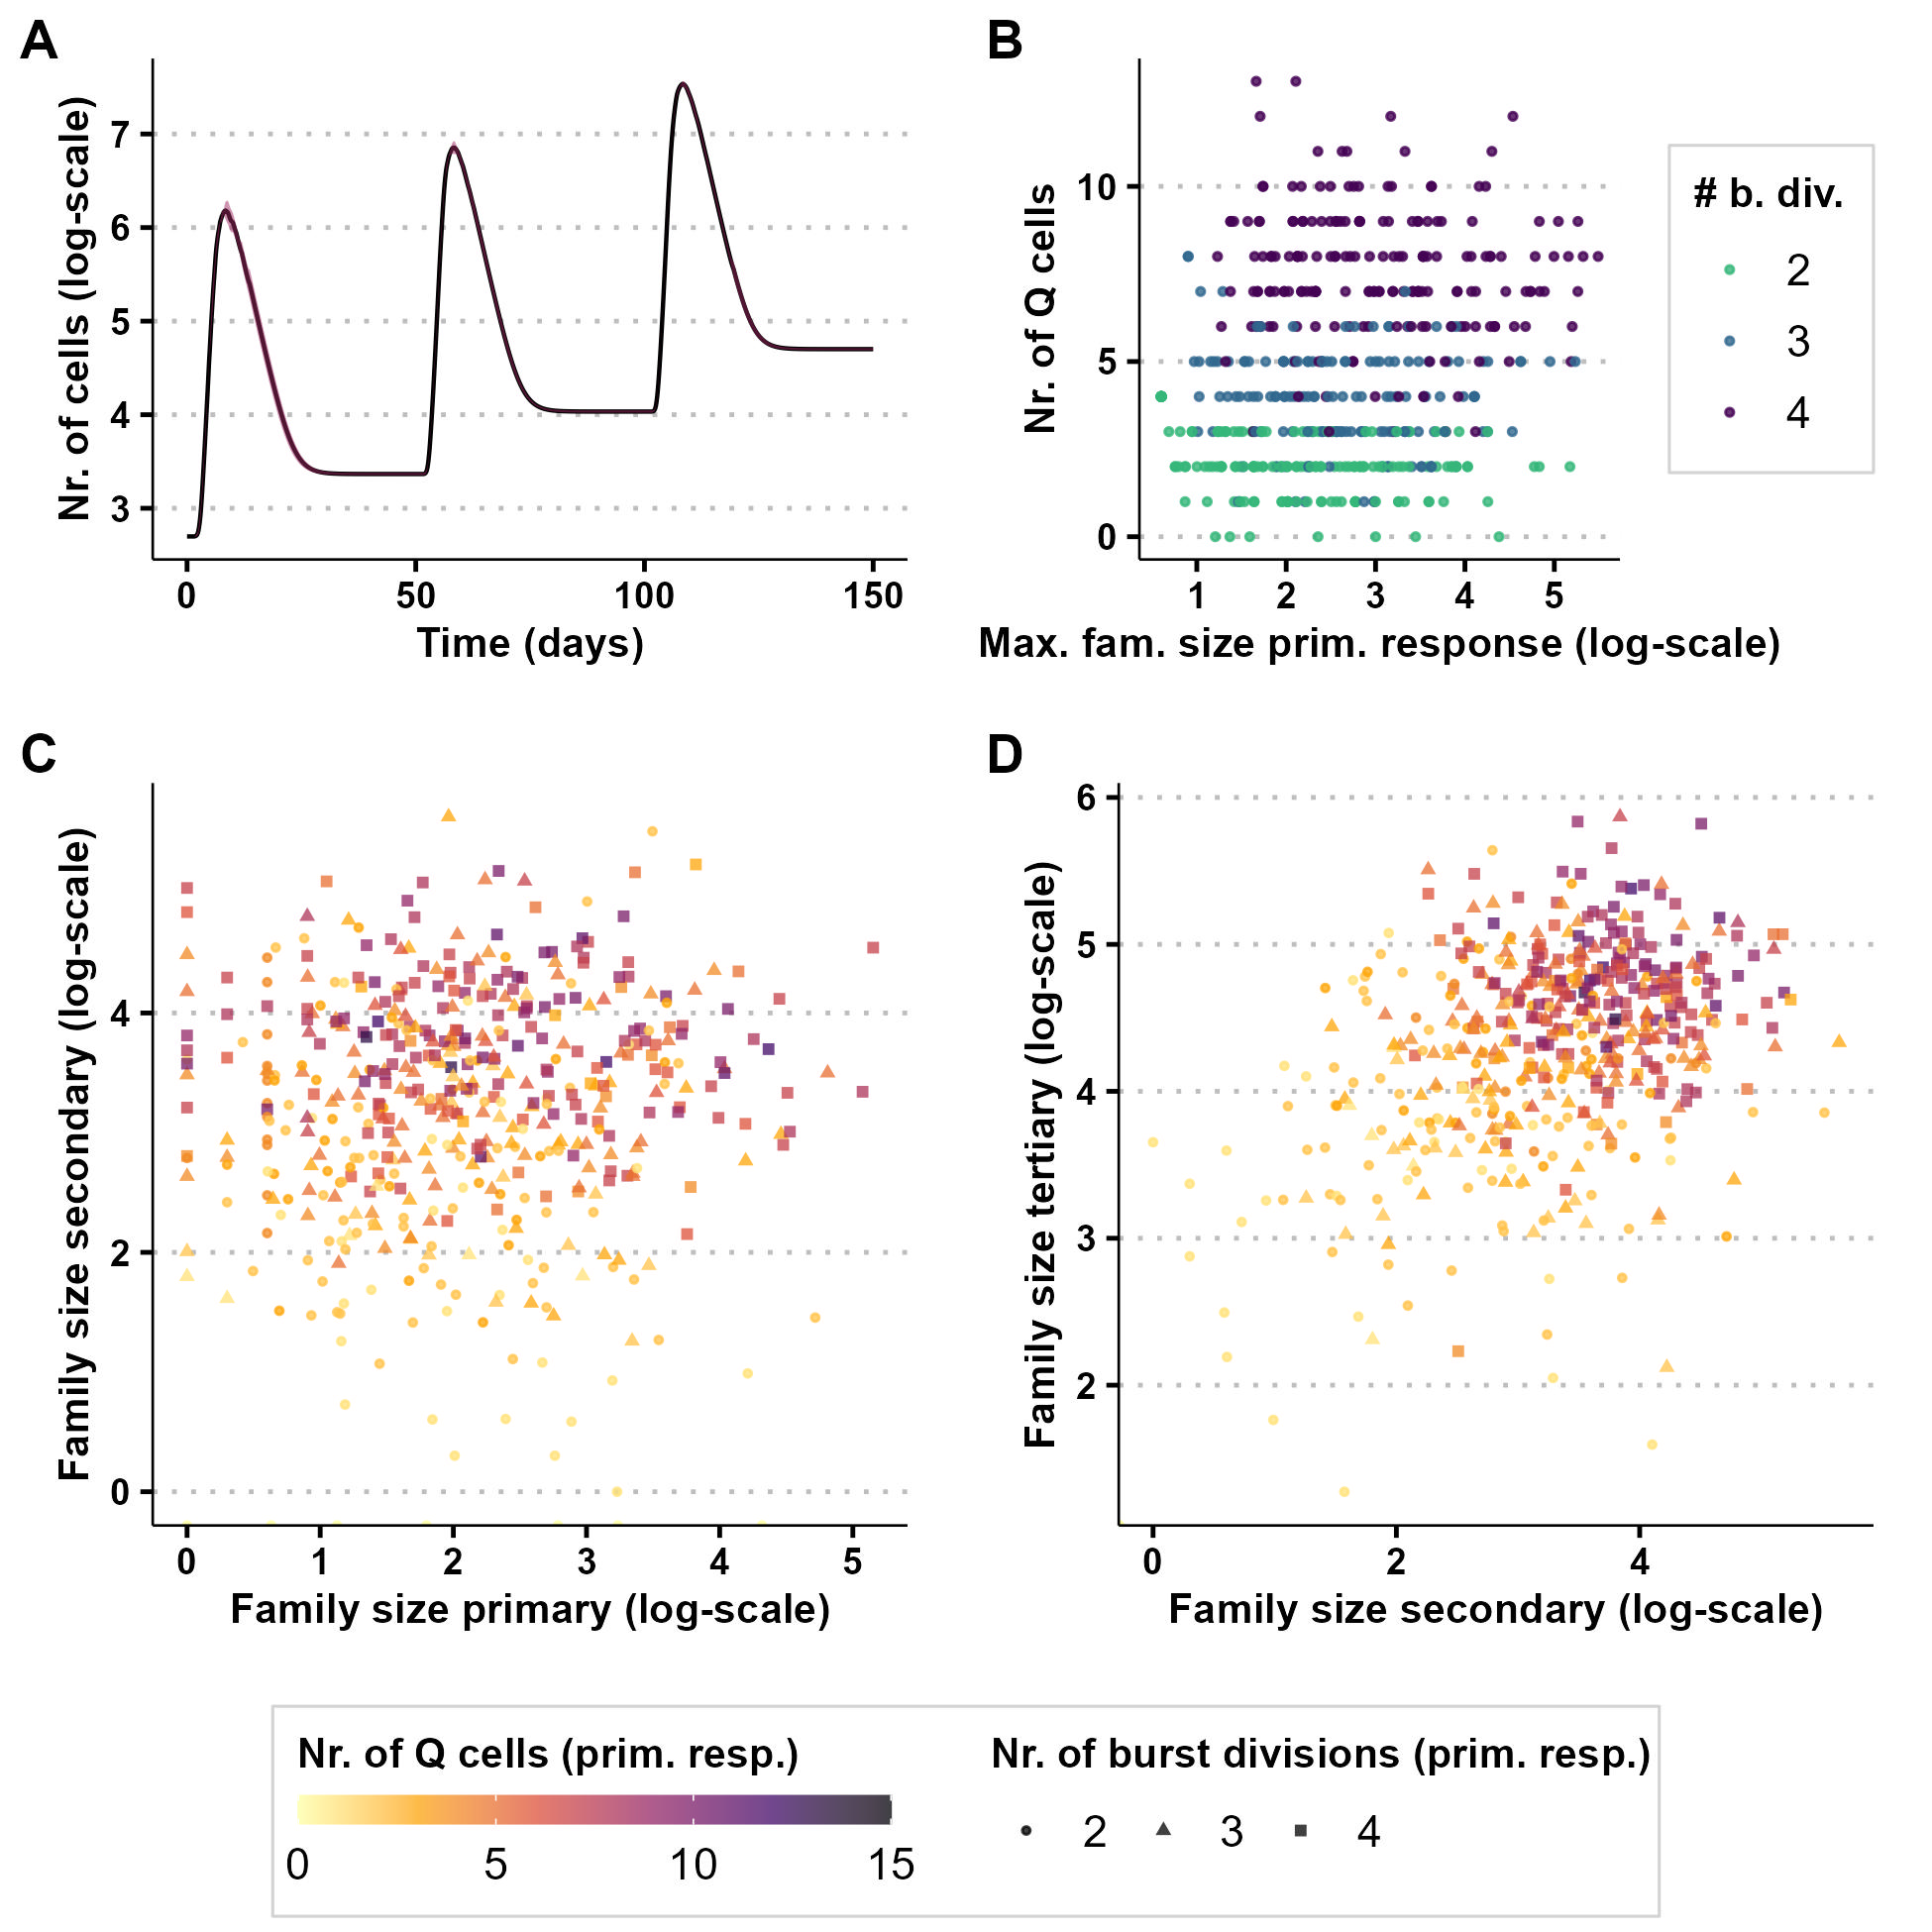 A
Nr. of cells (log-scale)
7
6
5
4
3
0 50 100 150
Time (days)
B
Nr. of Q cells
10
5
0
1 2 3 4 5
Max. fam. size prim. response (log-scale)
# b. div.
2
3
4
C
Family size secondary (log-scale)
4
2
0
0 1 2 3 4 5
Family size primary (log-scale)
D
Family size tertiary (log-scale)
6
5
4
3
2
0 2 4
Family size secondary (log-scale)
Nr. of Q cells (prim. resp.)
0 5 10 15
Nr. of burst divisions (prim. resp.)
2 3 4